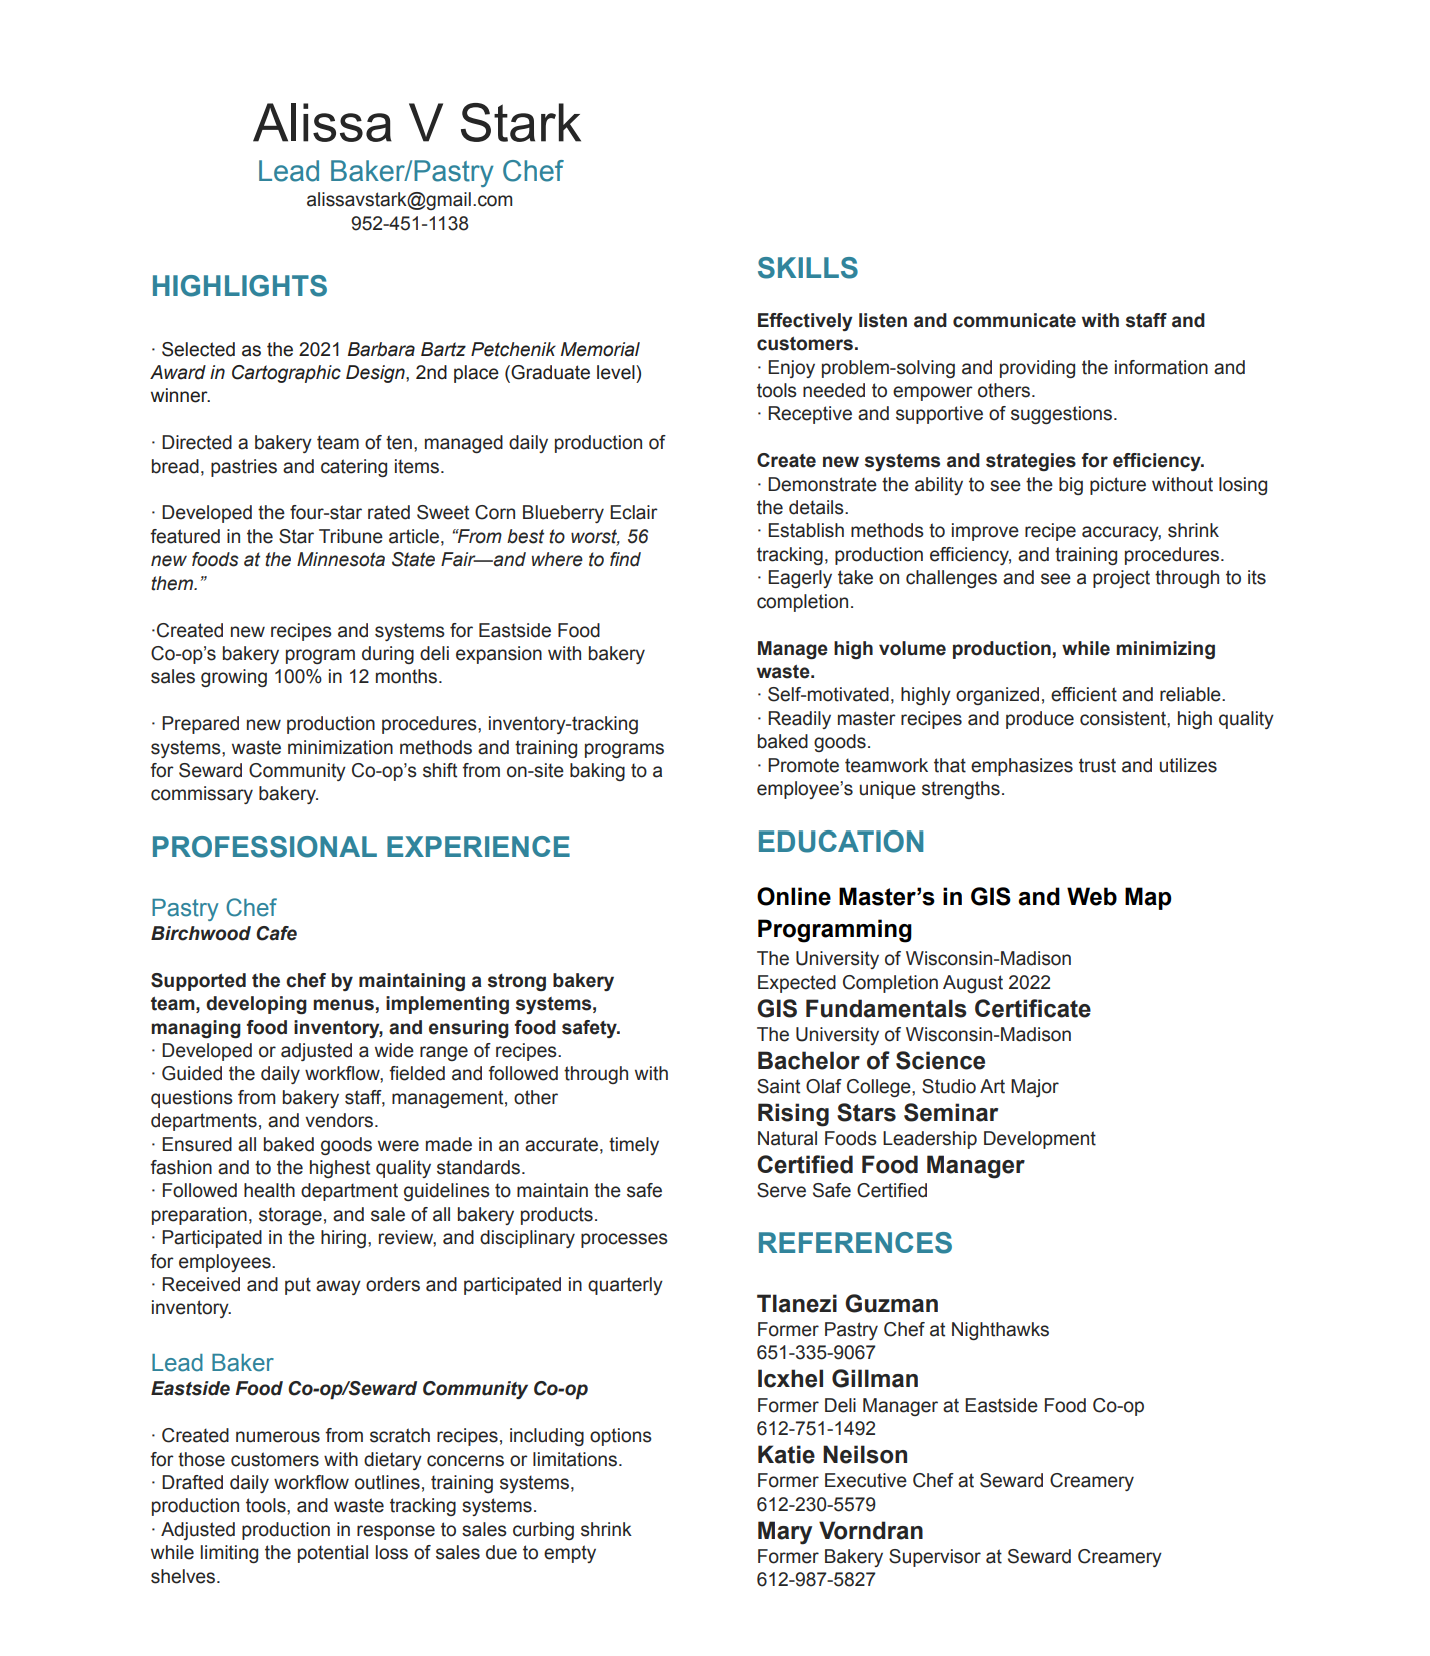 Alissa V Stark
Lead Baker/Pastry Chef
alissavstark@gmail.com
952-451-1138
HIGHLIGHTS
· Selected as the 2021 Barbara Bartz Petchenik Memorial
Award in Cartographic Design, 2nd place (Graduate level)
winner.
· Directed a bakery team of ten, managed daily production of
bread, pastries and catering items.
· Developed the four-star rated Sweet Corn Blueberry Eclair
featured in the Star Tribune article, “From best to worst, 56
new foods at the Minnesota State Fair—and where to find
them.”
·Created new recipes and systems for Eastside Food
Co-op’s bakery program during deli expansion with bakery
sales growing 100% in 12 months.
· Prepared new production procedures, inventory-tracking
systems, waste minimization methods and training programs
for Seward Community Co-op’s shift from on-site baking to a
commissary bakery.
PROFESSIONAL EXPERIENCE
Pastry Chef
Birchwood Cafe
Supported the chef by maintaining a strong bakery
team, developing menus, implementing systems,
managing food inventory, and ensuring food safety.
· Developed or adjusted a wide range of recipes.
· Guided the daily workflow, fielded and followed through with
questions from bakery staff, management, other
departments, and vendors.
· Ensured all baked goods were made in an accurate, timely
fashion and to the highest quality standards.
· Followed health department guidelines to maintain the safe
preparation, storage, and sale of all bakery products.
· Participated in the hiring, review, and disciplinary processes
for employees.
· Received and put away orders and participated in quarterly
inventory.
Lead Baker
Eastside Food Co-op/Seward Community Co-op
· Created numerous from scratch recipes, including options
for those customers with dietary concerns or limitations.
· Drafted daily workflow outlines, training systems,
production tools, and waste tracking systems.
· Adjusted production in response to sales curbing shrink
while limiting the potential loss of sales due to empty
shelves.
SKILLS
Effectively listen and communicate with staff and
customers.
· Enjoy problem-solving and providing the information and
tools needed to empower others.
· Receptive and supportive of suggestions.
Create new systems and strategies for efficiency.
· Demonstrate the ability to see the big picture without losing
the details.
· Establish methods to improve recipe accuracy, shrink
tracking, production efficiency, and training procedures.
· Eagerly take on challenges and see a project through to its
completion.
Manage high volume production, while minimizing
waste.
· Self-motivated, highly organized, efficient and reliable.
· Readily master recipes and produce consistent, high quality
baked goods.
· Promote teamwork that emphasizes trust and utilizes
employee’s unique strengths.
EDUCATION
Online Master’s in GIS and Web Map
Programming
The University of Wisconsin-Madison
Expected Completion August 2022
GIS Fundamentals Certificate
The University of Wisconsin-Madison
Bachelor of Science
Saint Olaf College, Studio Art Major
Rising Stars Seminar
Natural Foods Leadership Development
Certified Food Manager
Serve Safe Certified
REFERENCES
Tlanezi Guzman
Former Pastry Chef at Nighthawks
651-335-9067
Icxhel Gillman
Former Deli Manager at Eastside Food Co-op
612-751-1492
Katie Neilson
Former Executive Chef at Seward Creamery
612-230-5579
Mary Vorndran
Former Bakery Supervisor at Seward Creamery
612-987-5827